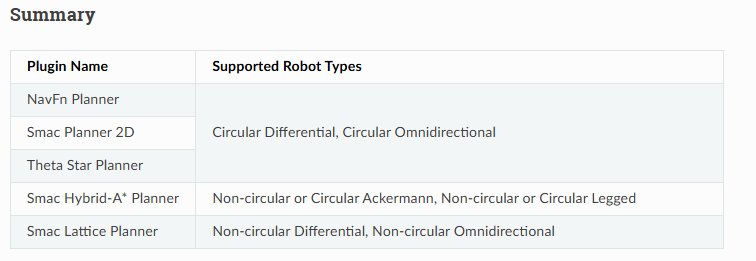 Summary
Plugin Name Supported Robot Types
NavFn Planner
Smac Planner 2D Circular Differential, Circular Omnidirectional
Theta Star Planner
Smac Hybrid-A* Planner Non-circular or Circular Ackermann, Non-circular or Circular Legged
Smac Lattice Planner Non-circular Differential, Non-circular Omnidirectional